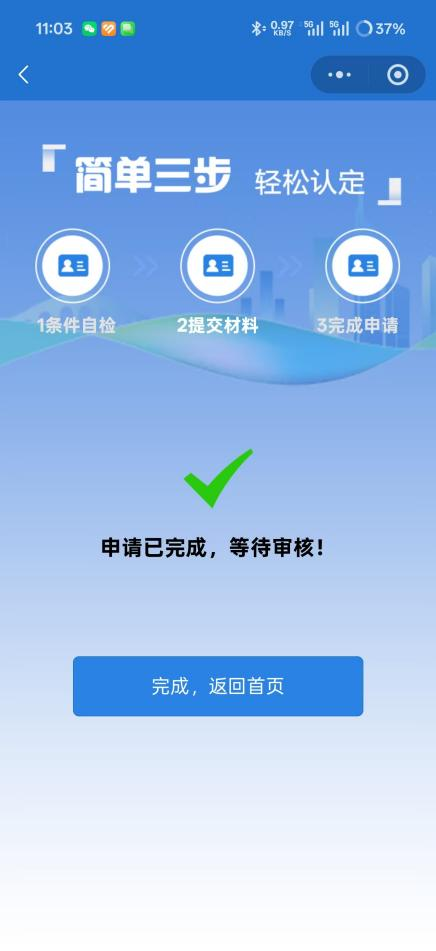 11:03
0.97 KB/S 5G 5G 37%
简单三步 轻松认定
1条件自检 2提交材料 3完成申请
申请已完成，等待审核！
完成，返回首页